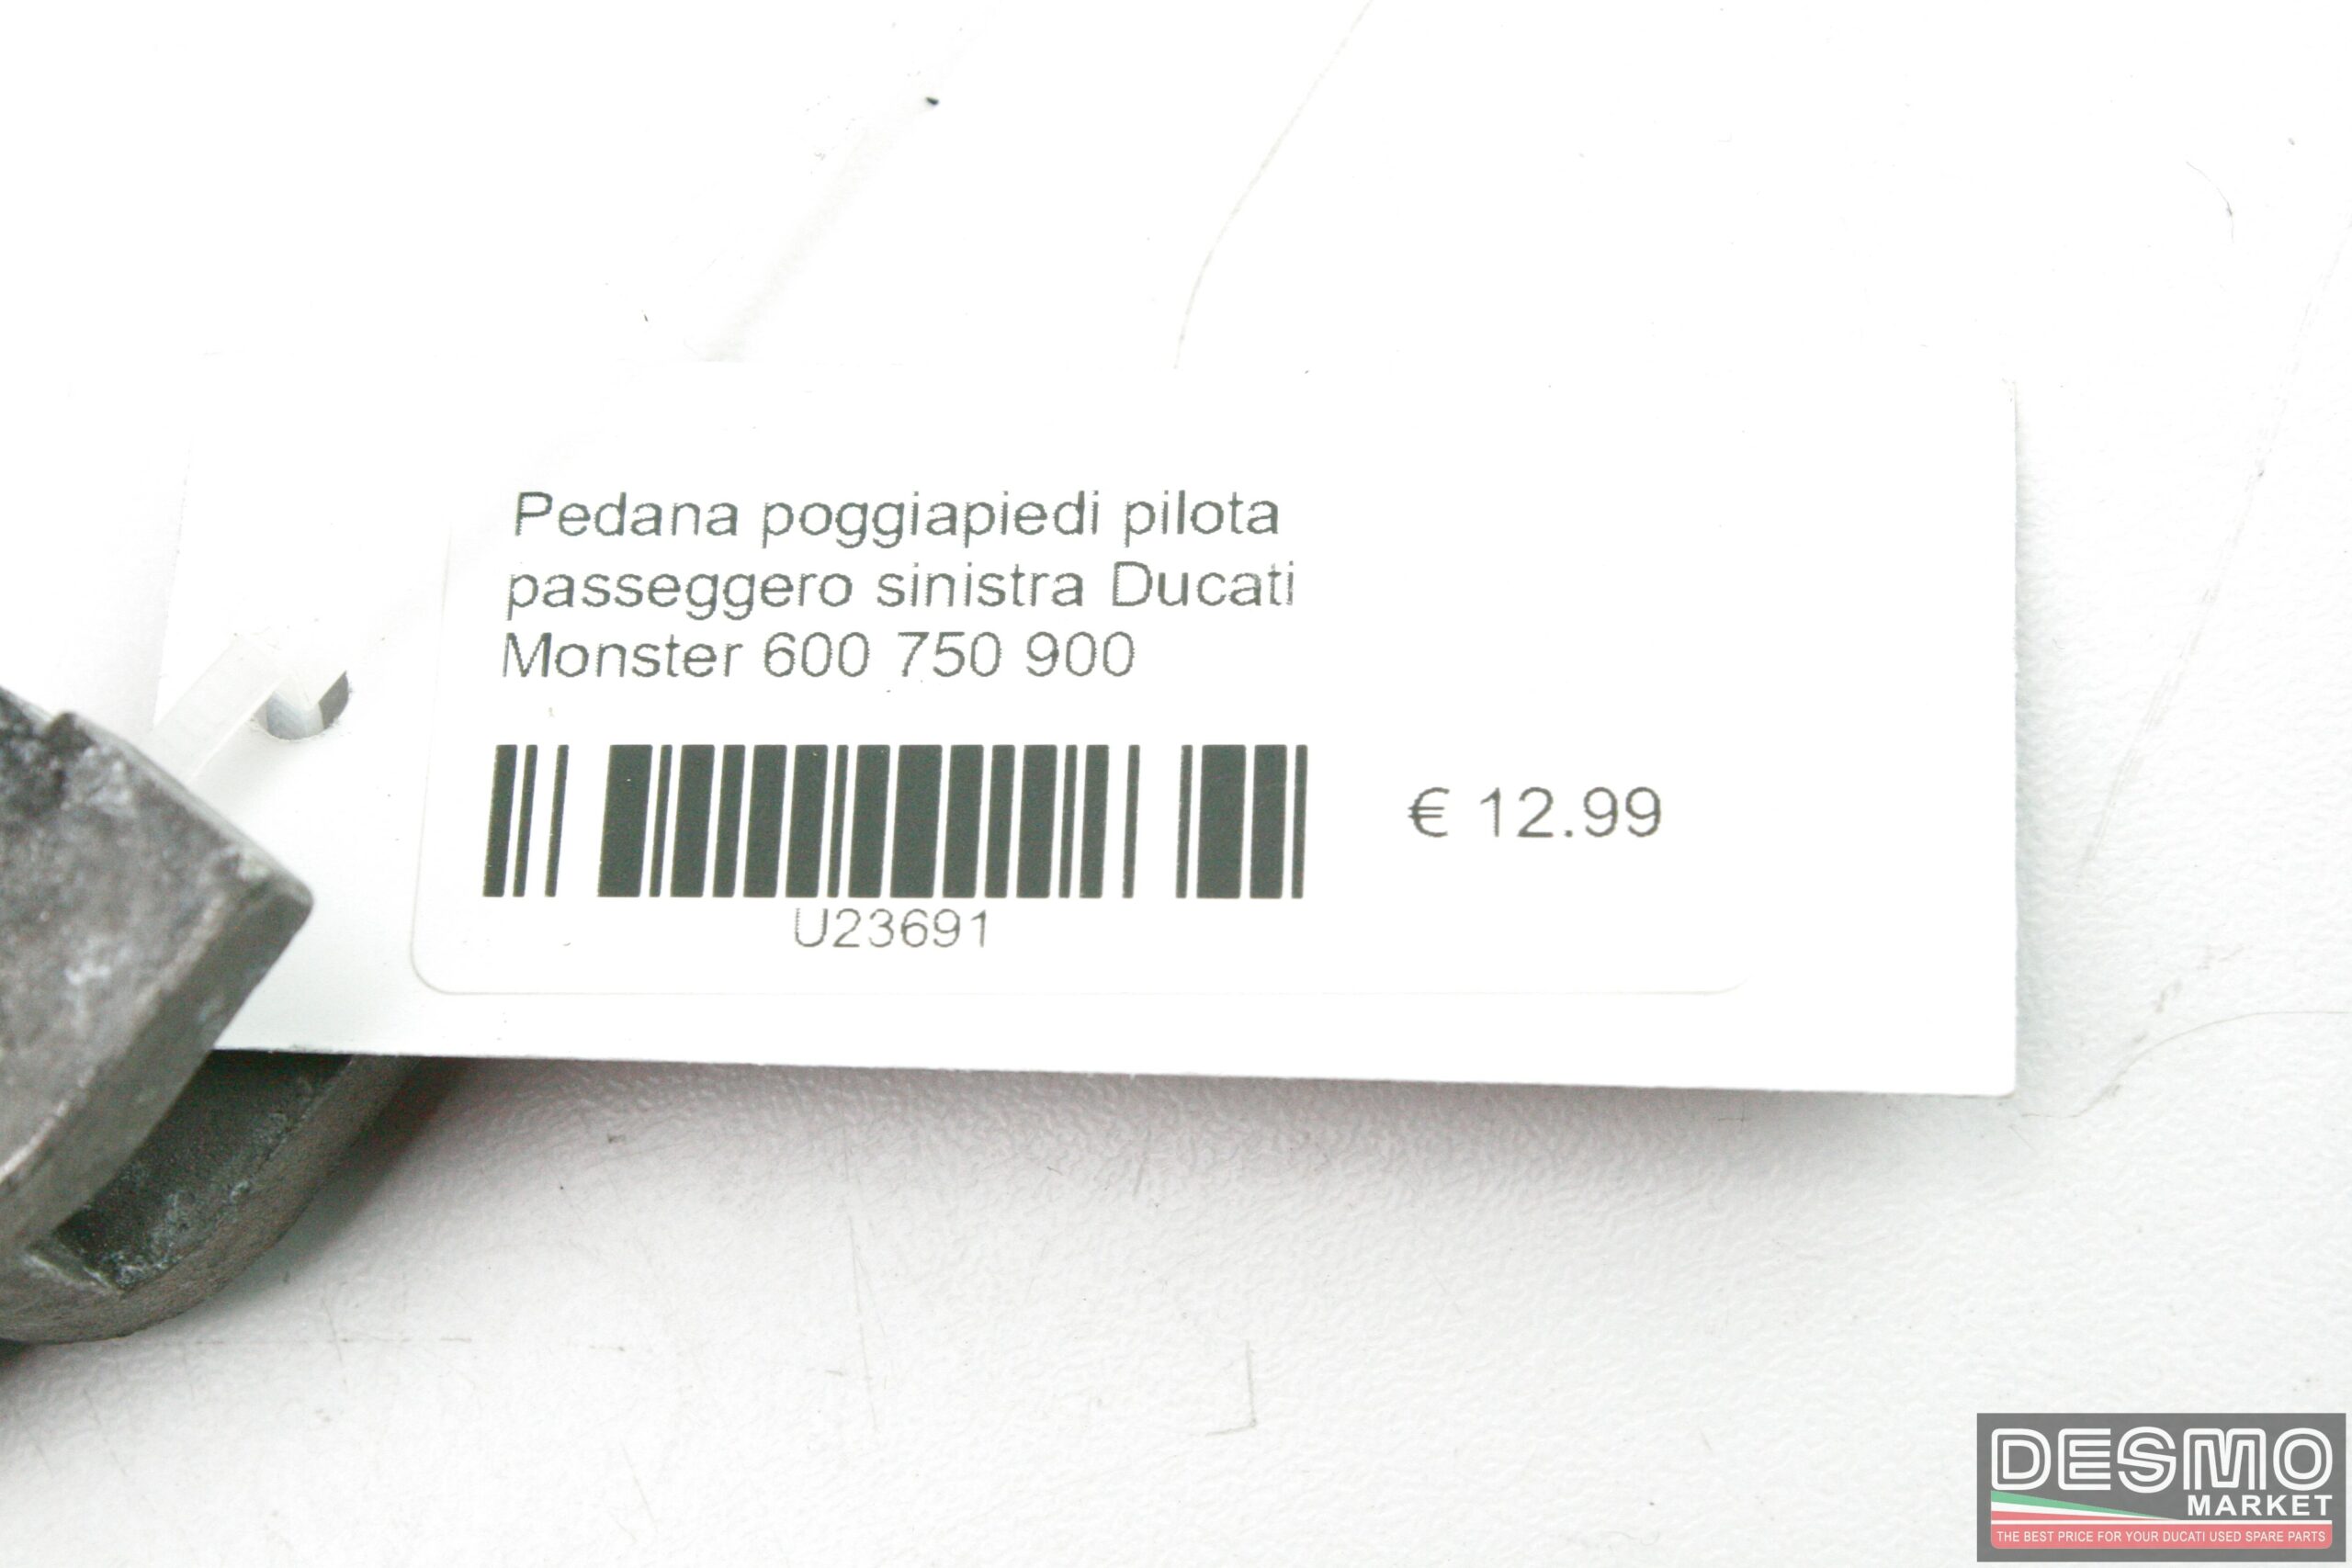 Pedana poggiapiedi pilota
passeggero sinistra Ducati
Monster 600 750 900
€ 12.99
U23691
DESMO
MARKET
THE BEST PRICE FOR YOUR DUCATI USED SPARE PARTS